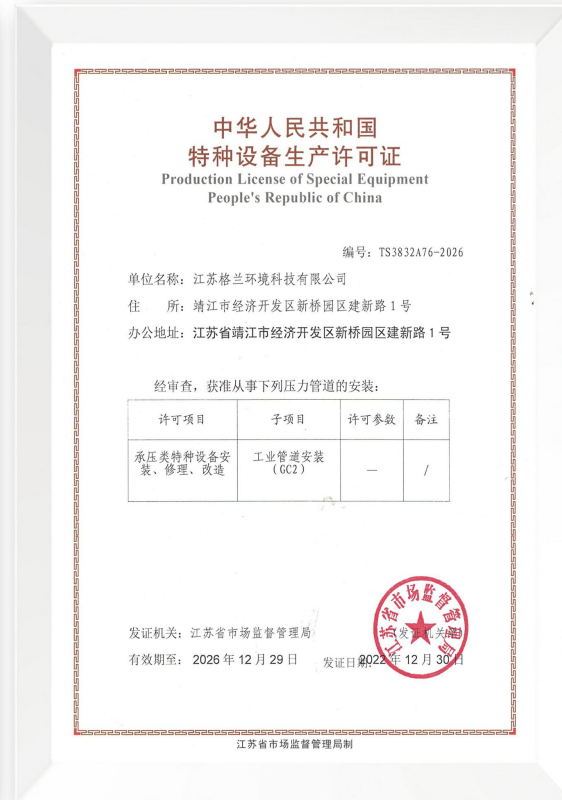 中华人民共和国
特种设备生产许可证
Production License of Special Equipment
People's Republic of China
编号：TS3832A76-2026
单位名称：江苏格兰环境科技有限公司
住 所：靖江市经济开发区新桥园区建新路1号
办公地址：江苏省靖江市经济开发区新桥园区建新路1号
经审查，获准从事下列压力管道的安装：
许可项目 子项目 许可参数 备注
承压类特种设备安 工业管道安装
装、修理、改造 （GC2） — /
江苏省市场监督管理局
发证机关：江苏省市场监督管理局 （发证机关
有效期至：2026年12月29日 发证日期：2022年12月30日
江苏省市场监督管理局制